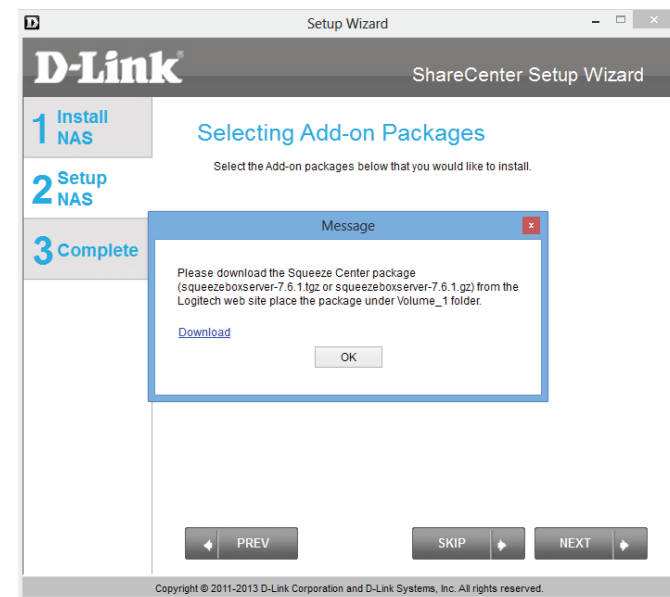 D
Setup Wizard
D-Link®
ShareCenter Setup Wizard
1 Install
NAS
2 Setup
NAS
3 Complete
Selecting Add-on Packages
Select the Add-on packages below that you would like to install.
Message
x
Please download the Squeeze Center package
(squeezeboxserver-7.6.1.tgz or squeezeboxserver-7.6.1.gz) from the
Logitech web site place the package under Volume_1 folder.
Download
OK
PREV
SKIP
NEXT
Copyright © 2011-2013 D-Link Corporation and D-Link Systems, Inc. All rights reserved.